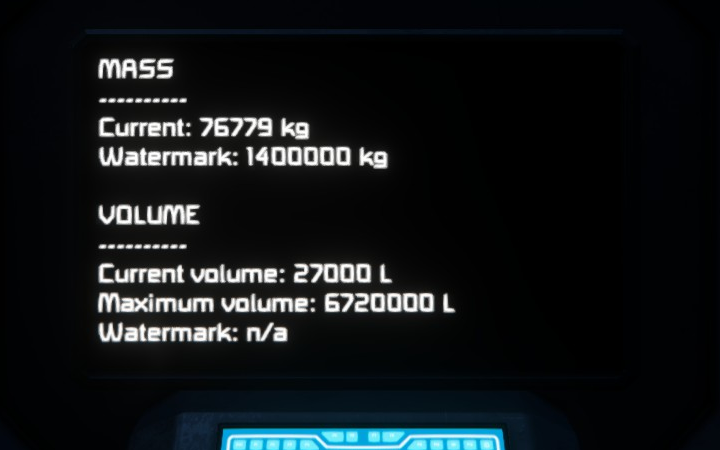 MASS
----------
Current: 76779 kg
Watermark: 1400000 kg
VOLUME
----------
Current volume: 27000 L
Maximum volume: 6720000 L
Watermark: n/a